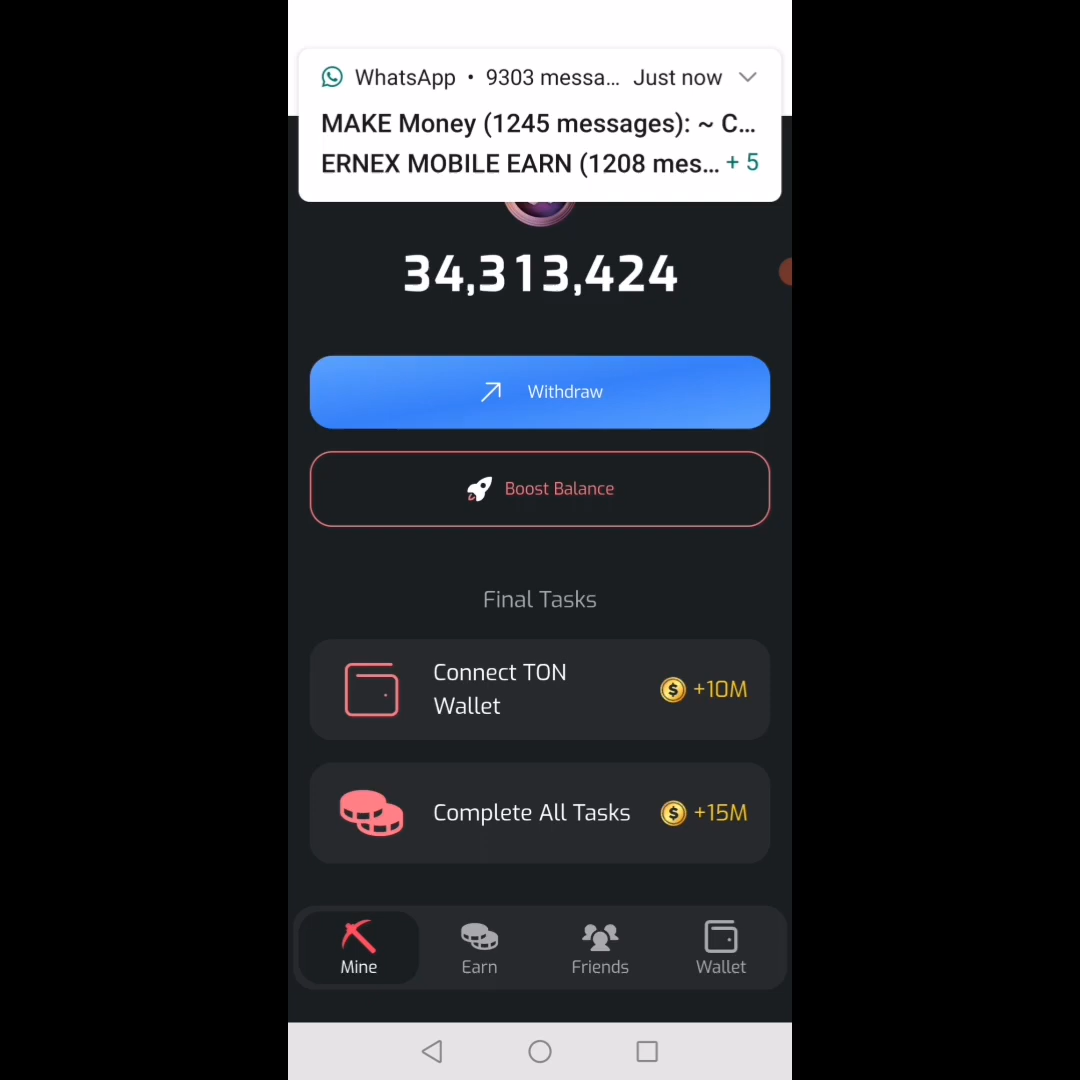 WhatsApp • 9303 messa... Just now
MAKE Money (1245 messages): ~ C...
ERNEX MOBILE EARN (1208 mes... + 5
34,313,424
Withdraw
Boost Balance
Final Tasks
Connect TON
Wallet
+10M
Complete All Tasks +15M
Mine Earn Friends Wallet